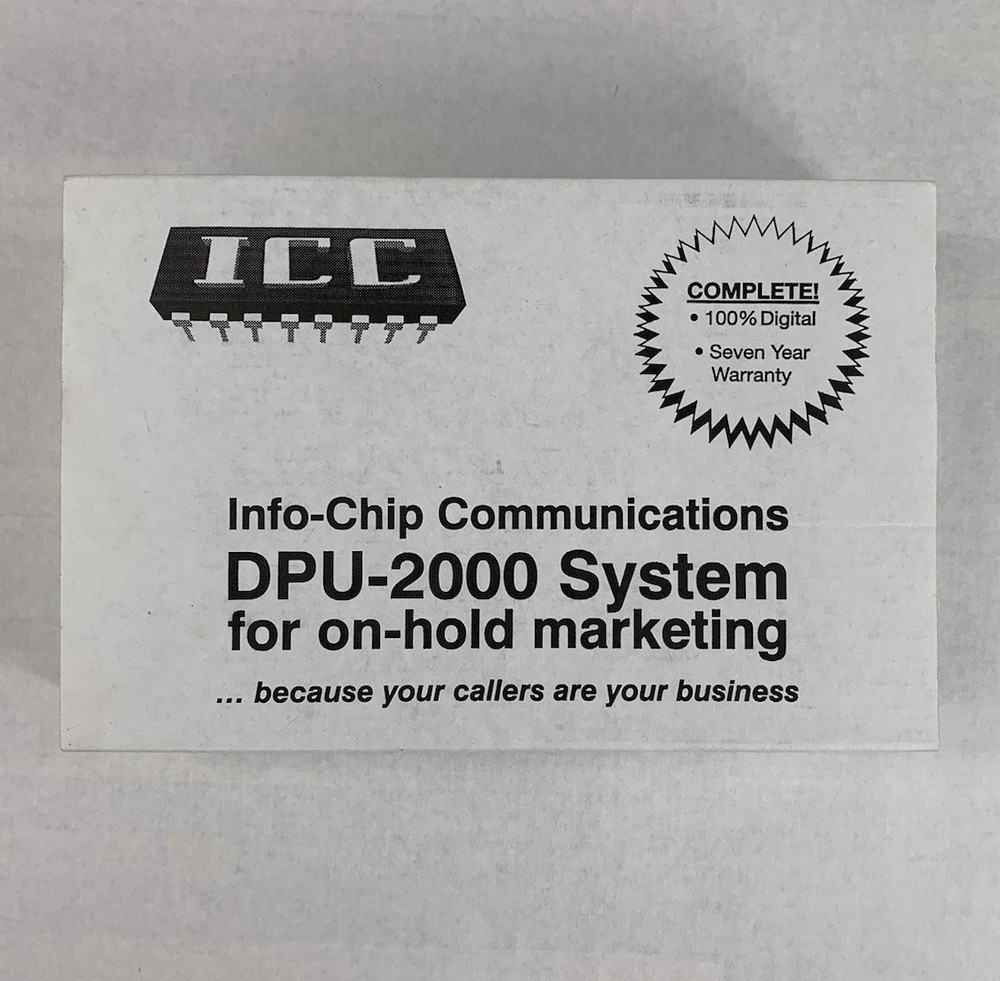 ICC
COMPLETE!
• 100% Digital
• Seven Year
Warranty
Info-Chip Communications
DPU-2000 System
for on-hold marketing
... because your callers are your business